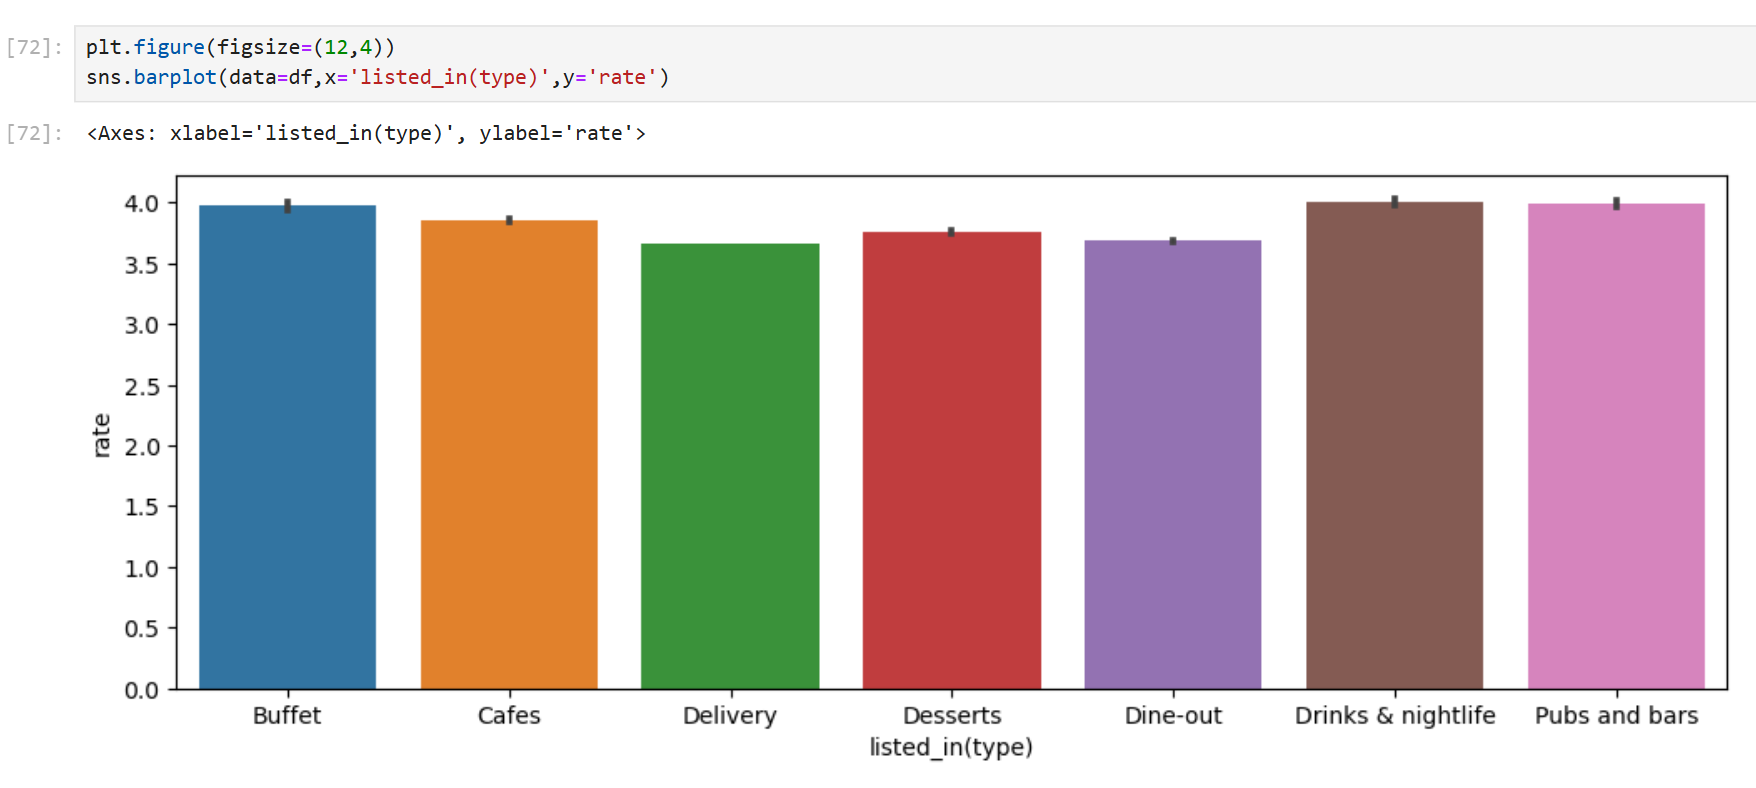 [72]: plt.figure(figsize=(12,4))
sns.barplot(data=df,x='listed_in(type)',y='rate')
[72]: <Axes: xlabel='listed_in(type)', ylabel='rate'>
4.0
3.5
3.0
2.5
2.0
1.5
1.0
0.5
0.0
rate
Buffet Cafes Delivery Desserts Dine-out Drinks & nightlife Pubs and bars
listed_in(type)